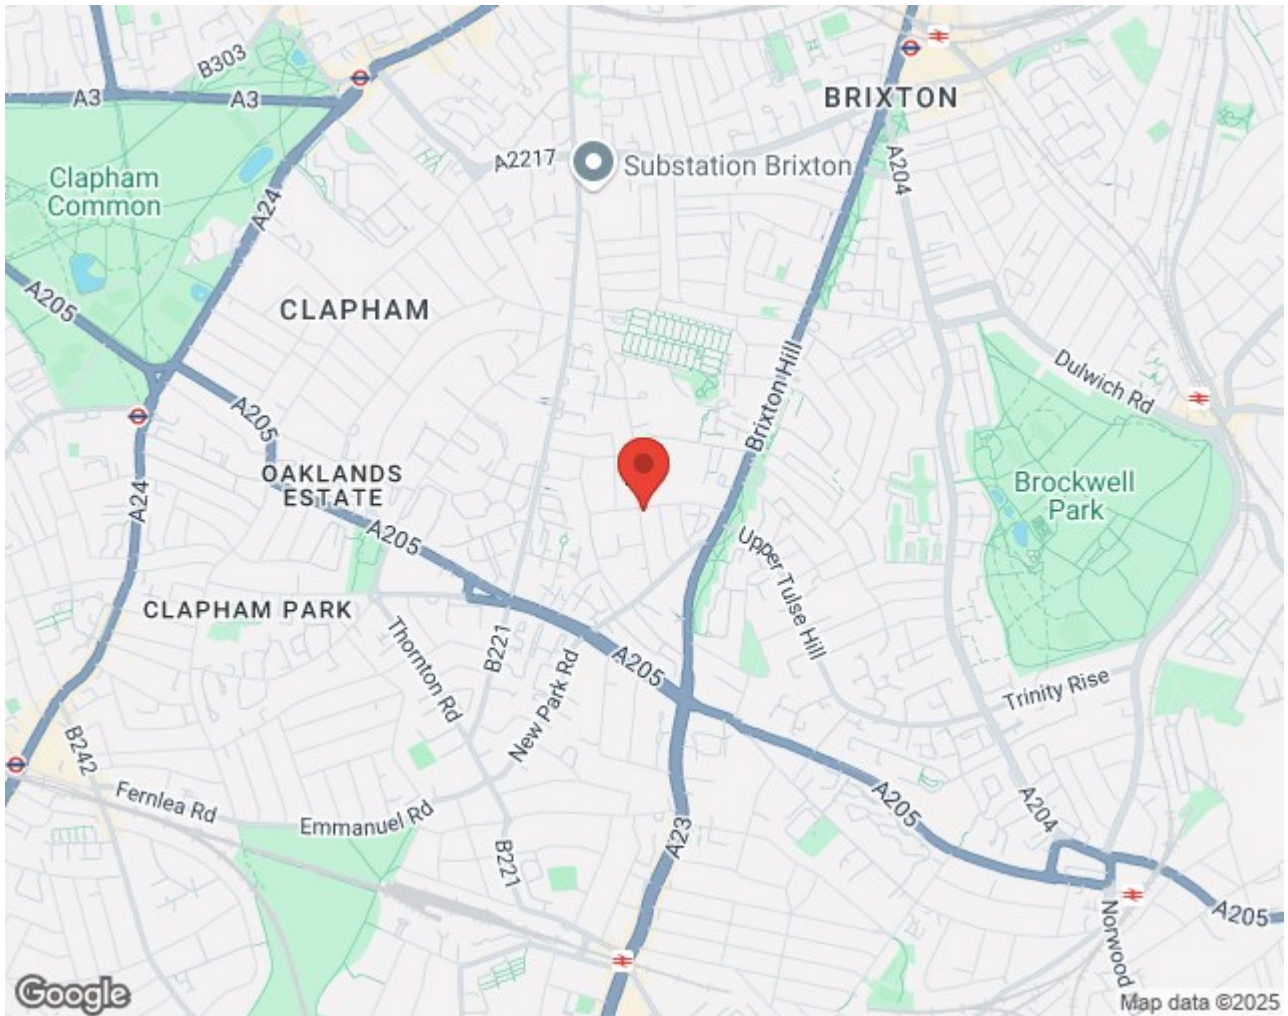 B303
A3
A3
BRIXTON
A2217
Substation Brixton
A204
Clapham
Common
A24
A205
CLAPHAM
Brixton Hill
Dulwich Rd
A205
OAKLANDS
ESTATE
Brockwell
Park
A24
A205
Upper Tulse Hill
CLAPHAM PARK
Thornton Rd
B221
A205
New Park Rd
Trinity Rise
B242
Fernlea Rd
Emmanuel Rd
A23
A205
A204
B221
Norwood
A205
Google
Map data ©2025